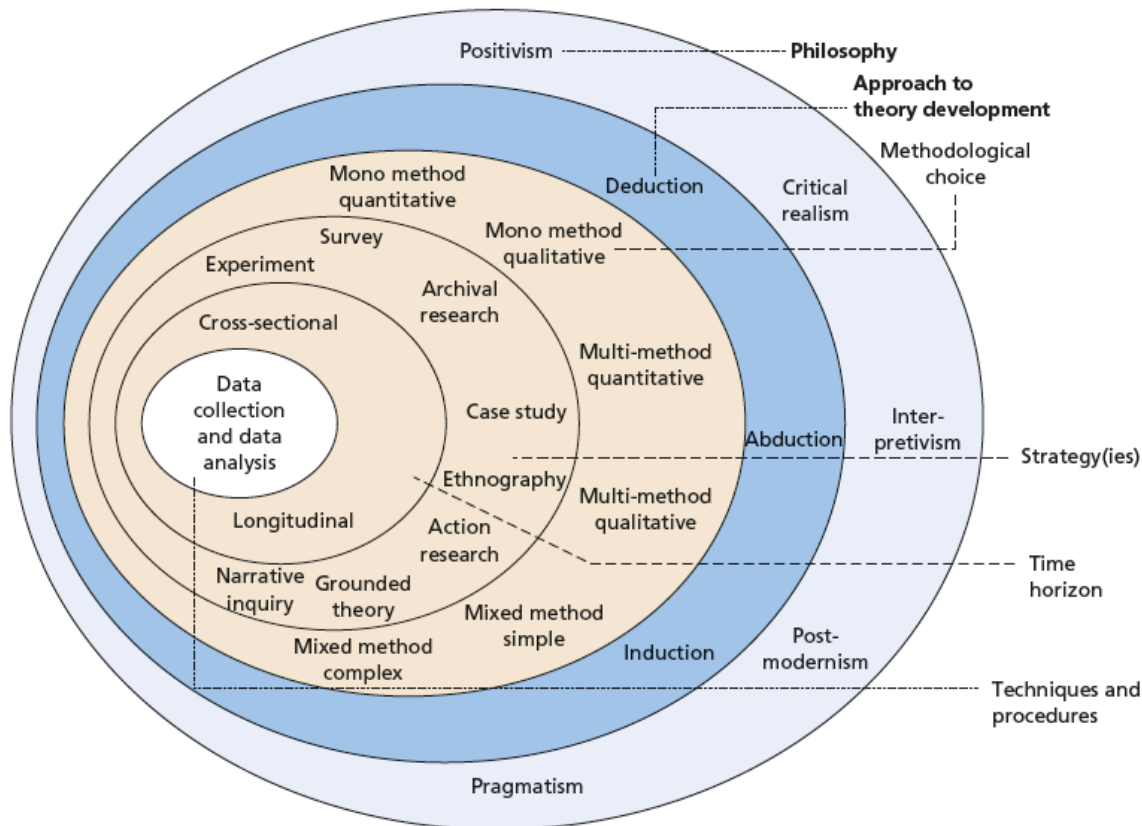 Positivism
Philosophy
Approach to
theory development
Methodological
choice
Mono method
quantitative
Deduction
Critical
realism
Survey
Mono method
qualitative
Experiment
Archival
research
Cross-sectional
Multi-method
quantitative
Data
collection
and data
analysis
Case study
Abduction
Inter-
pretivism
Strategy(ies)
Ethnography
Multi-method
qualitative
Longitudinal
Action
research
Time
horizon
Narrative
inquiry
Grounded
theory
Mixed method
simple
Mixed method
complex
Induction
Post-
modernism
Techniques and
procedures
Pragmatism